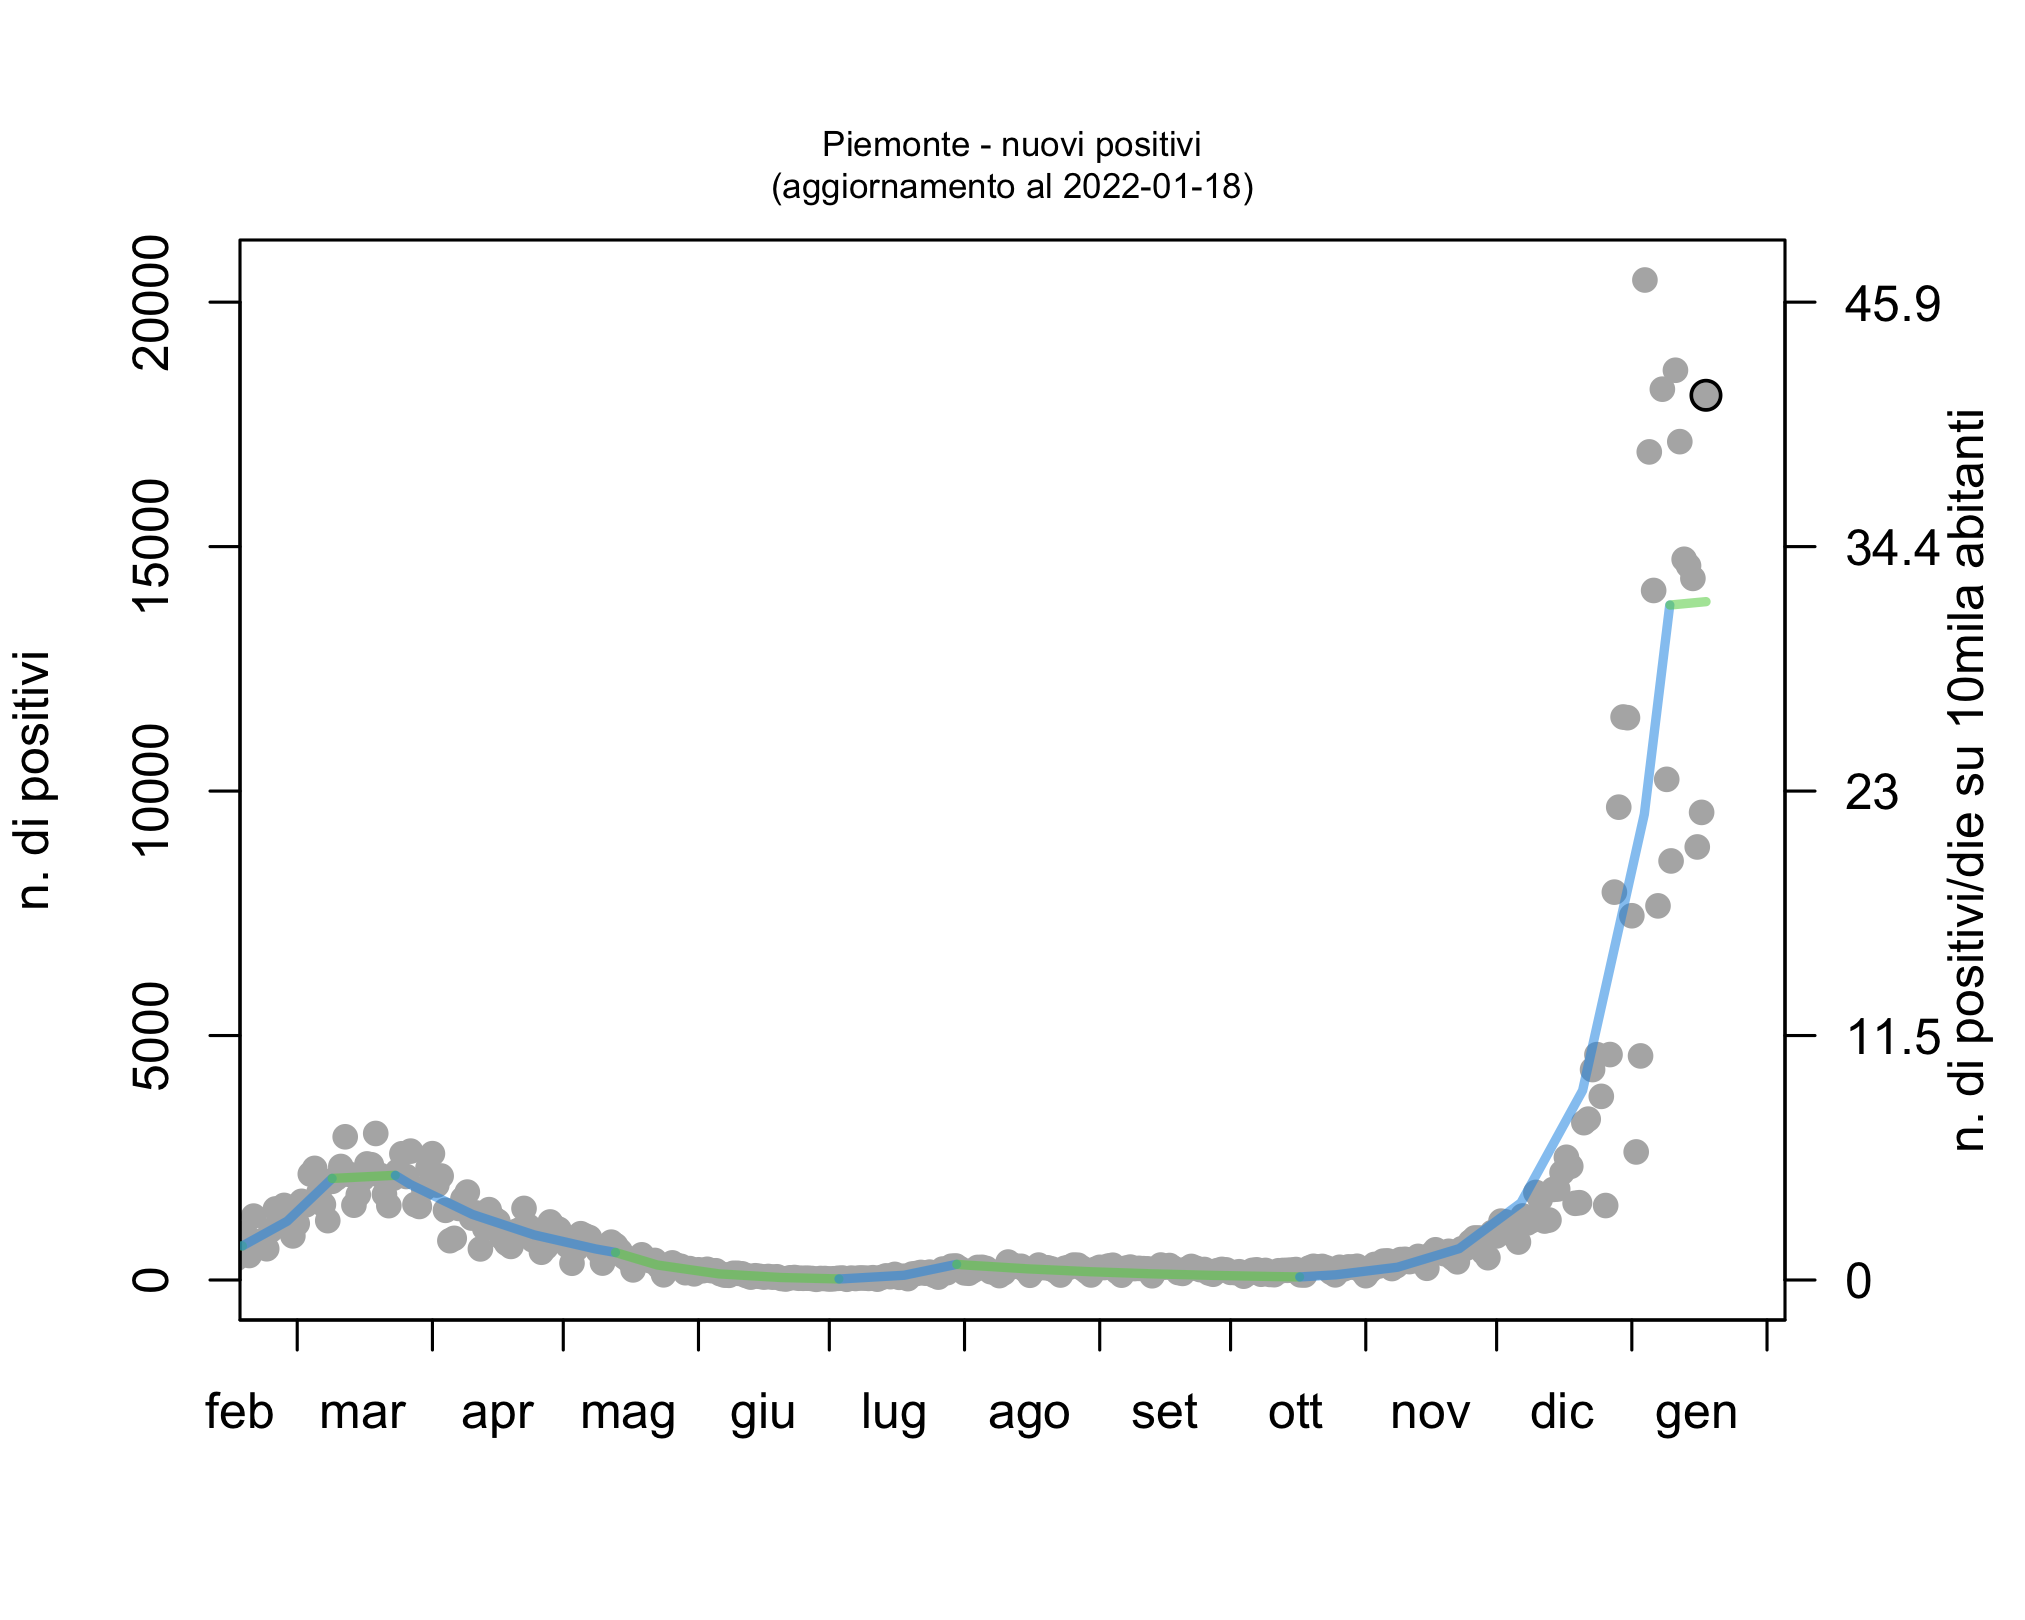 Piemonte - nuovi positivi
(aggiornamento al 2022-01-18)
n. di positivi
20000
15000
10000
5000
0
45.9
34.4
23
11.5
0
n. di positivi/die su 10mila abitanti
feb mar apr mag giu lug ago set ott nov dic gen